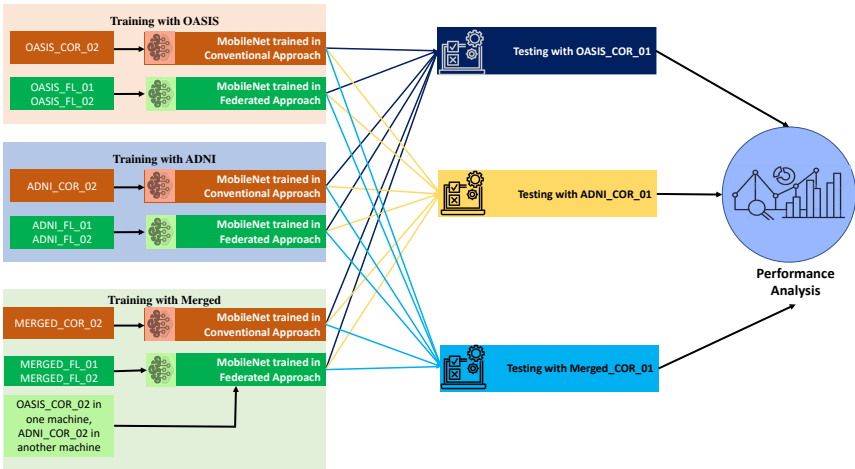 Training with OASIS
OASIS_COR_02
MobileNet trained in
Conventional Approach
OASIS_FL_01
OASIS_FL_02
MobileNet trained in
Federated Approach
Training with ADNI
ADNI_COR_02
MobileNet trained in
Conventional Approach
ADNI_FL_01
ADNI_FL_02
MobileNet trained in
Federated Approach
Training with Merged
MERGED_COR_02
MobileNet trained in
Conventional Approach
MERGED_FL_01
MERGED_FL_02
MobileNet trained in
Federated Approach
OASIS_COR_02 in
one machine,
ADNI_COR_02 in
another machine
Testing with OASIS_COR_01
Testing with ADNI_COR_01
Testing with Merged_COR_01
Performance
Analysis